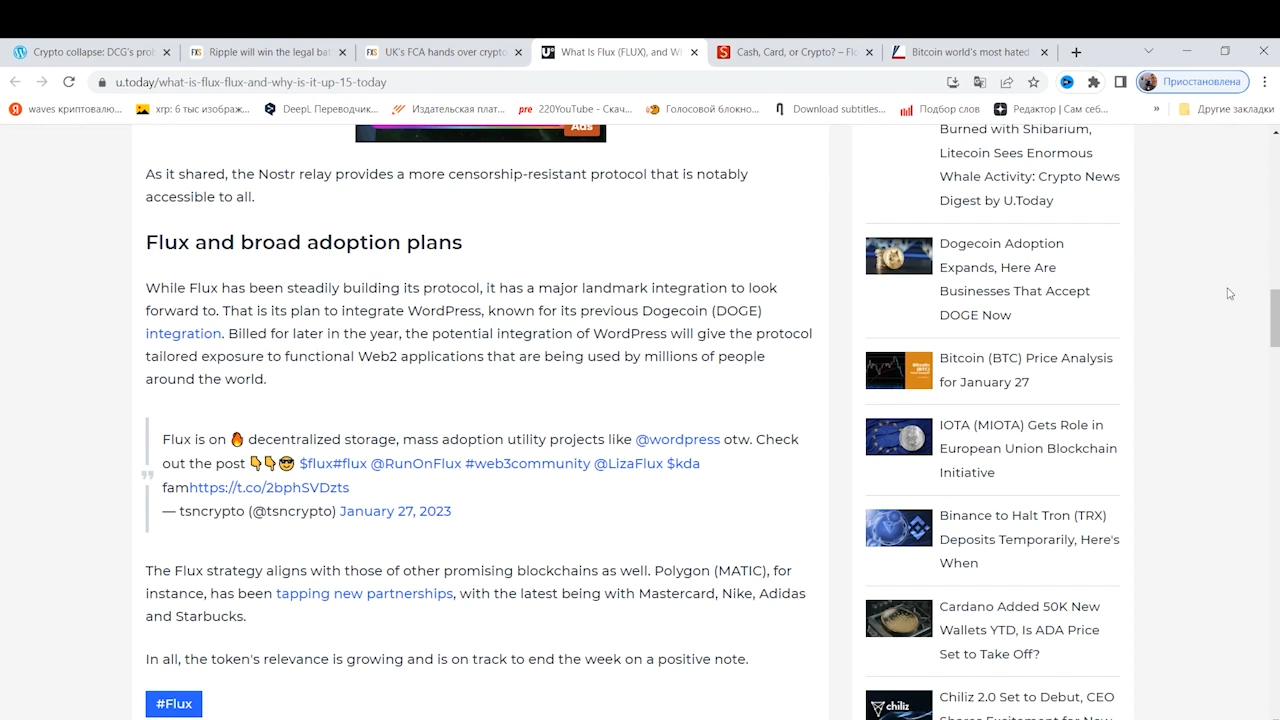 Crypto collapse: DCG's pro
Ripple will win the legal bat
UK's FCA hands over crypto
What Is Flux (FLUX), and W
Cash, Card, or Crypto? – Flo
Bitcoin world's most hated
u.today/what-is-flux-flux-and-why-is-it-up-15-today
Приостановлена
waves криптовалю...
xrp: 6 тыс изображ...
DeepL Переводчик...
Издательская плат...
pre 220YouTube - Скач...
Голосовой блокно...
Download subtitles...
Подбор слов
Редактор | Сам себ...
»
Другие закладки
Ads
As it shared, the Nostr relay provides a more censorship-resistant protocol that is notably
accessible to all.
Flux and broad adoption plans
While Flux has been steadily building its protocol, it has a major landmark integration to look
forward to. That is its plan to integrate WordPress, known for its previous Dogecoin (DOGE)
integration. Billed for later in the year, the potential integration of WordPress will give the protocol
tailored exposure to functional Web2 applications that are being used by millions of people
around the world.
Flux is on 🔥 decentralized storage, mass adoption utility projects like @wordpress otw. Check
out the post 👇👇😎 $flux#flux @RunOnFlux #web3community @LizaFlux $kda
famhttps://t.co/2bphSVDzts
— tsncrypto (@tsncrypto) January 27, 2023
The Flux strategy aligns with those of other promising blockchains as well. Polygon (MATIC), for
instance, has been tapping new partnerships, with the latest being with Mastercard, Nike, Adidas
and Starbucks.
In all, the token's relevance is growing and is on track to end the week on a positive note.
#Flux
Burned with Shibarium,
Litecoin Sees Enormous
Whale Activity: Crypto News
Digest by U.Today
Dogecoin Adoption
Expands, Here Are
Businesses That Accept
DOGE Now
Bitcoin (BTC) Price Analysis
for January 27
IOTA (MIOTA) Gets Role in
European Union Blockchain
Initiative
Binance to Halt Tron (TRX)
Deposits Temporarily, Here's
When
Cardano Added 50K New
Wallets YTD, Is ADA Price
Set to Take Off?
chiliz
Chiliz 2.0 Set to Debut, CEO
Shares Excitement for New